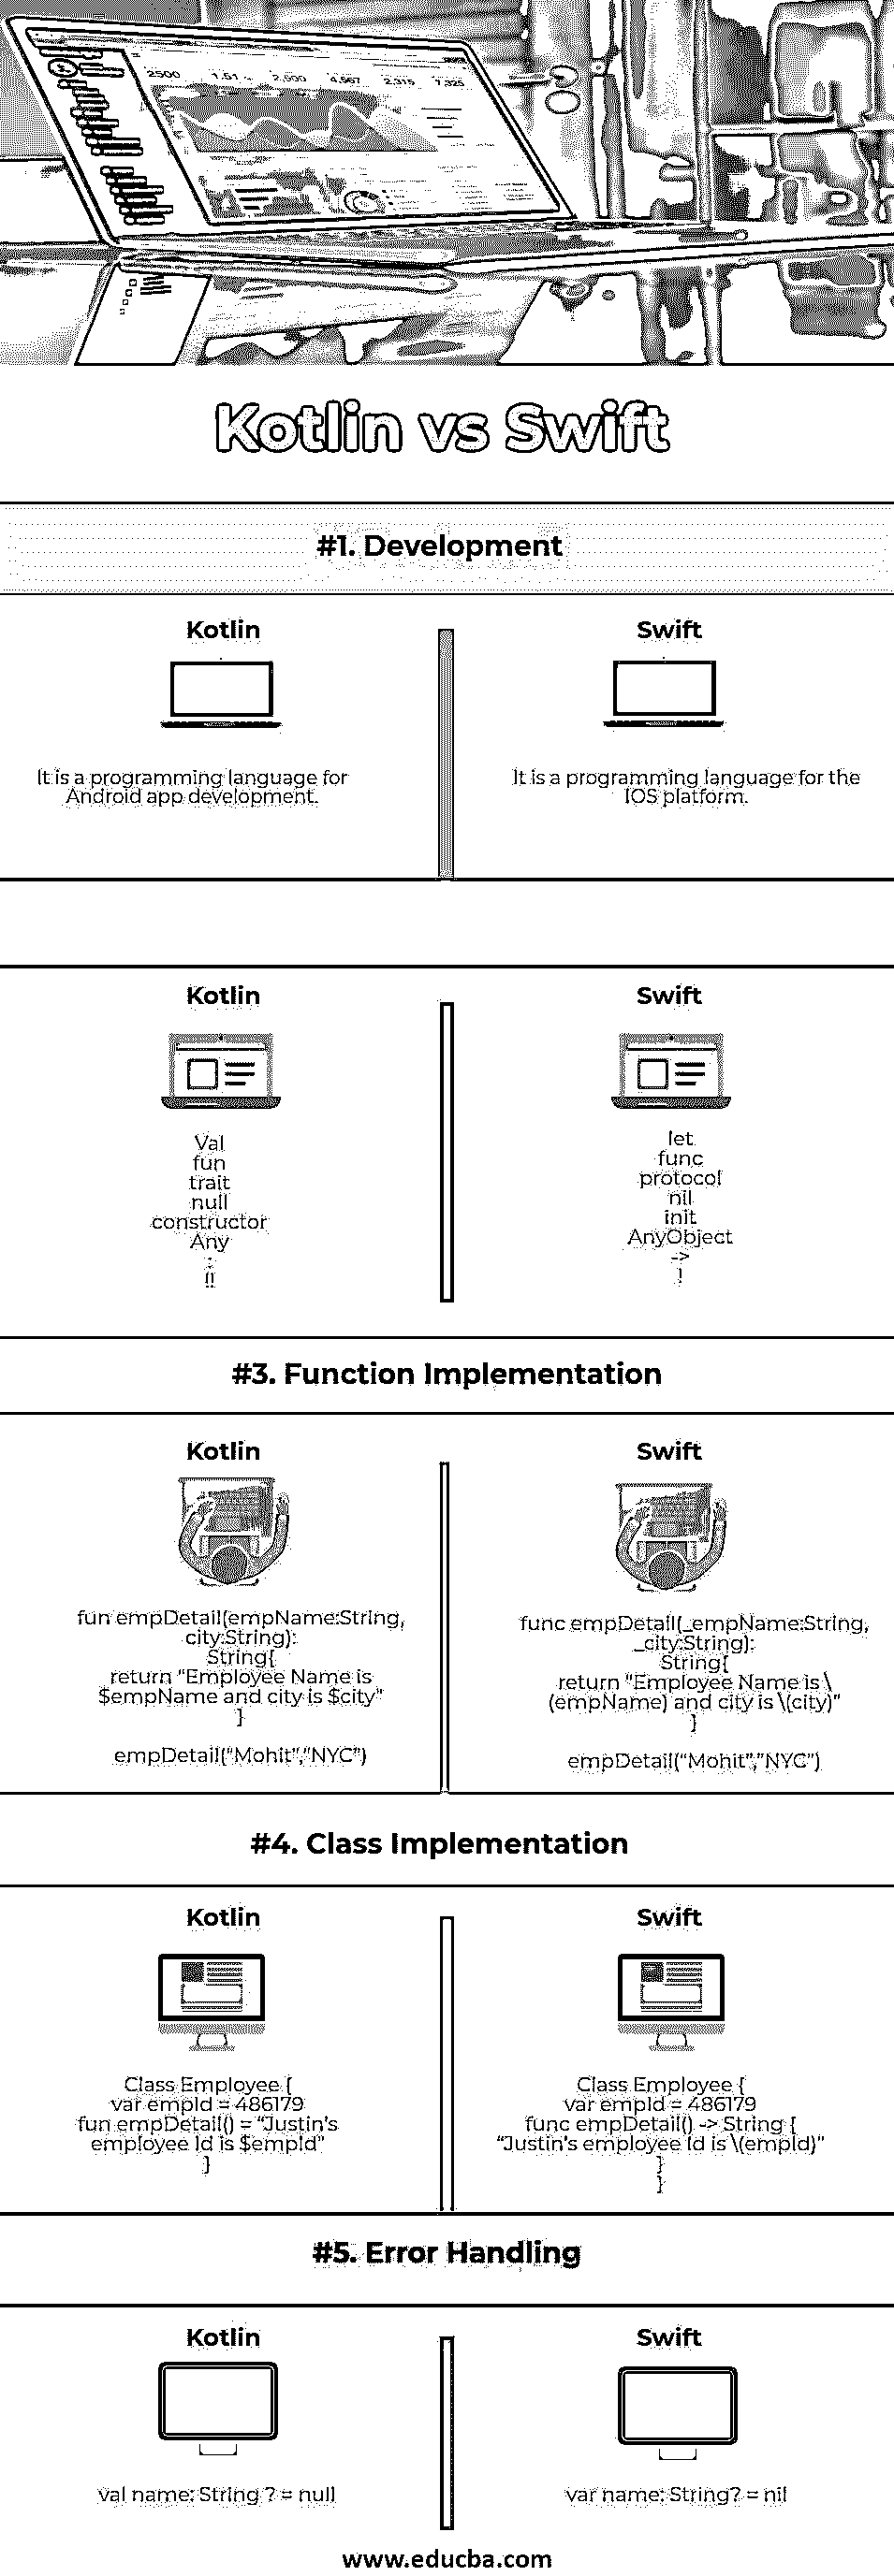 2500 1.51 2,500 4,567 2,315 7,325
Kotlin vs Swift
#1. Development
Kotlin
Swift
It is a programming language for
Android app development.
It is a programming language for the
IOS platform.
Kotlin
Swift
Val
fun
trait
null
constructor
Any
:
!!
let
func
protocol
nil
init
AnyObject
->
!
#3. Function Implementation
Kotlin
Swift
fun empDetail(empName:String,
city:String):
String{
return “Employee Name is
$empName and city is $city”
}
empDetail(“Mohit”,”NYC”)
func empDetail(_empName:String,
_city:String):
String{
return “Employee Name is \
(empName) and city is \(city)”
}
empDetail(“Mohit”,”NYC”)
#4. Class Implementation
Kotlin
Swift
Class Employee {
var empId = 486179
fun empDetail() = “Justin’s
employee Id is $empId”
}
Class Employee {
var empId = 486179
func empDetail() -> String {
“Justin’s employee Id is \(empId)”
}
}
#5. Error Handling
Kotlin
Swift
val name: String ? = null
var name: String? = nil
www.educba.com